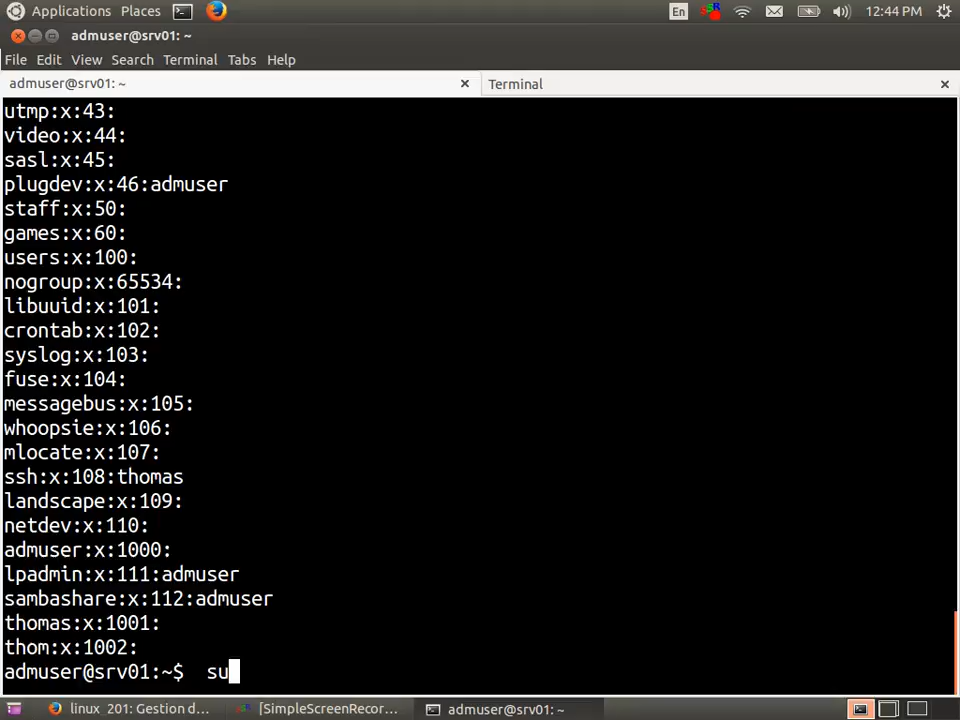 Applications Places En 12:44 PM
admuser@srv01: ~
File Edit View Search Terminal Tabs Help
admuser@srv01: ~ Terminal
utmp:x:43:
video:x:44:
sasl:x:45:
plugdev:x:46:admuser
staff:x:50:
games:x:60:
users:x:100:
nogroup:x:65534:
libuuid:x:101:
crontab:x:102:
syslog:x:103:
fuse:x:104:
messagebus:x:105:
whoopsie:x:106:
mlocate:x:107:
ssh:x:108:thomas
landscape:x:109:
netdev:x:110:
admuser:x:1000:
lpadmin:x:111:admuser
sambashare:x:112:admuser
thomas:x:1001:
thom:x:1002:
admuser@srv01:~$  su
linux_201: Gestion d... [SimpleScreenRecor... admuser@srv01: ~